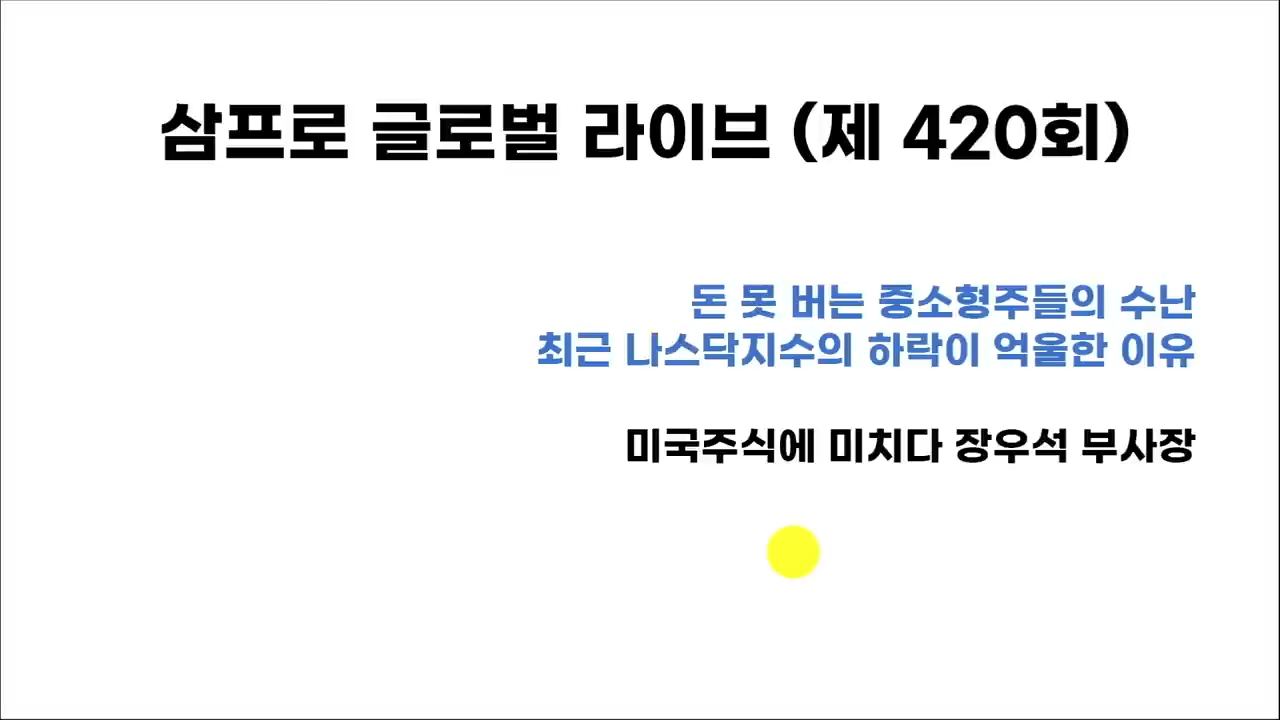 삼프로 글로벌 라이브 (제 420회)
돈 못 버는 중소형주들의 수난
최근 나스닥지수의 하락이 억울한 이유
미국주식에 미치다 장우석 부사장